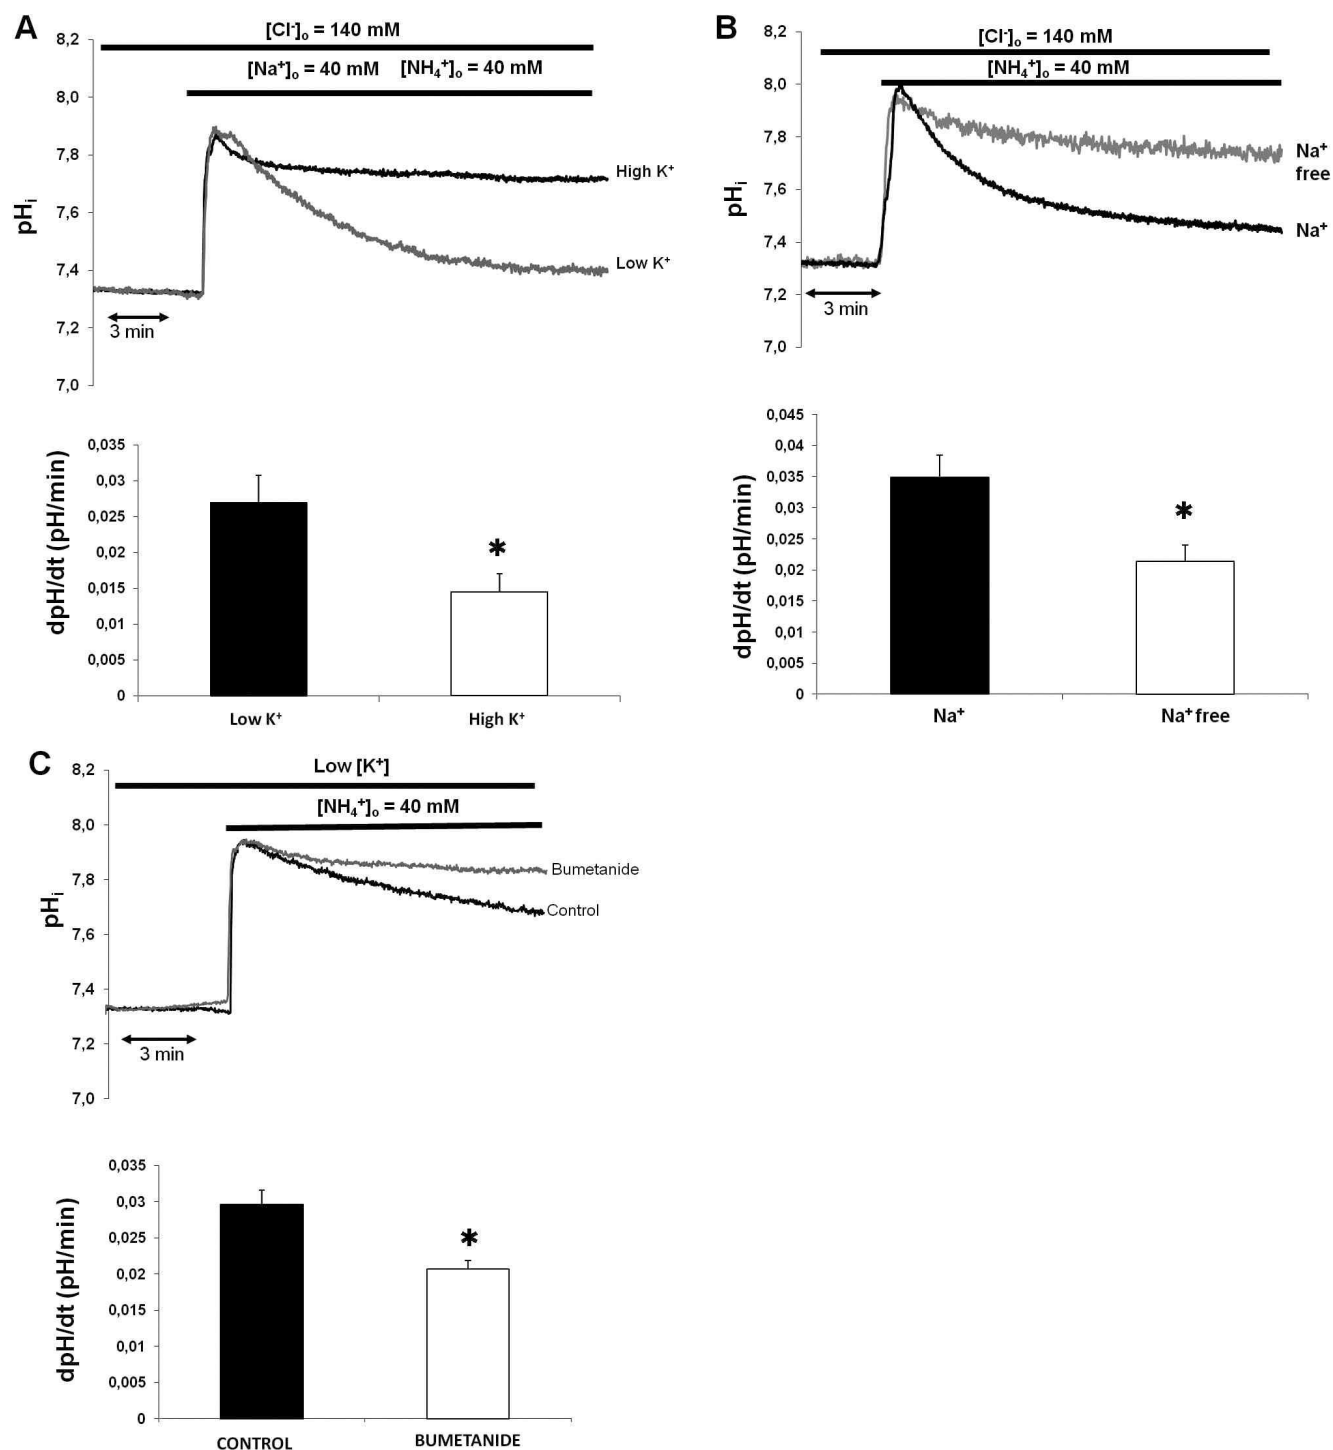 A
[Cl⁻]ₒ = 140 mM
[Na⁺]ₒ = 40 mM [NH₄⁺]ₒ = 40 mM
pHᵢ
8,2
8,0
7,8
7,6
7,4
7,2
7,0
High K⁺
Low K⁺
3 min
dpH/dt (pH/min)
0,035
0,03
0,025
0,02
0,015
0,01
0,005
0
*
Low K⁺ High K⁺
B
[Cl⁻]ₒ = 140 mM
[NH₄⁺]ₒ = 40 mM
pHᵢ
8,2
8,0
7,8
7,6
7,4
7,2
7,0
Na⁺
free
Na⁺
3 min
dpH/dt (pH/min)
0,045
0,04
0,035
0,03
0,025
0,02
0,015
0,01
0,005
0
*
Na⁺ Na⁺ free
C
Low [K⁺]
[NH₄⁺]ₒ = 40 mM
pHᵢ
8,2
8,0
7,8
7,6
7,4
7,2
7,0
Bumetanide
Control
3 min
dpH/dt (pH/min)
0,035
0,03
0,025
0,02
0,015
0,01
0,005
0
*
CONTROL BUMETANIDE